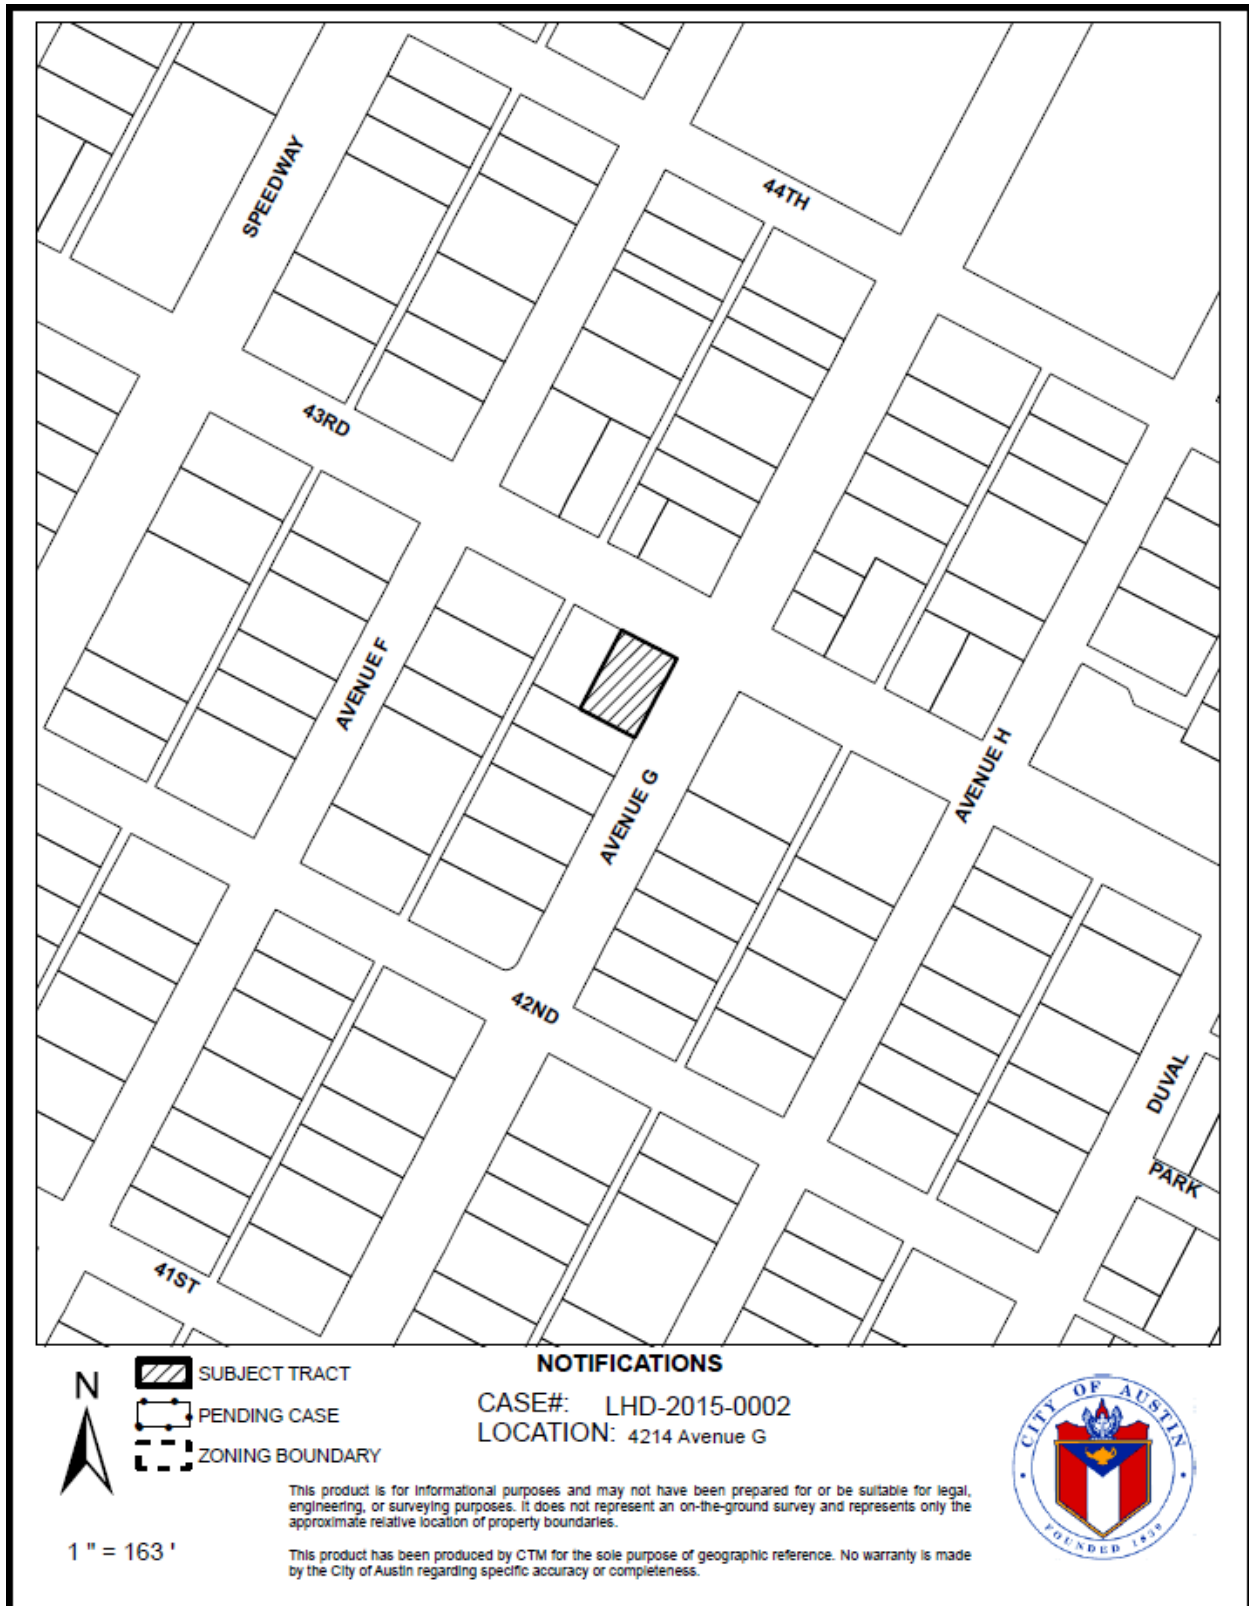 44TH
SPEEDWAY
43RD
AVENUE F
AVENUE H
AVENUE G
42ND
DUVAL
PARK
41ST
NOTIFICATIONS
N
SUBJECT TRACT
PENDING CASE
ZONING BOUNDARY
CASE#: LHD-2015-0002
LOCATION: 4214 Avenue G
This product is for informational purposes and may not have been prepared for or be suitable for legal,
engineering, or surveying purposes. It does not represent an on-the-ground survey and represents only the
approximate relative location of property boundaries.
1 " = 163 '
This product has been produced by CTM for the sole purpose of geographic reference. No warranty is made
by the City of Austin regarding specific accuracy or completeness.
CITY OF AUSTIN
FOUNDED 1839